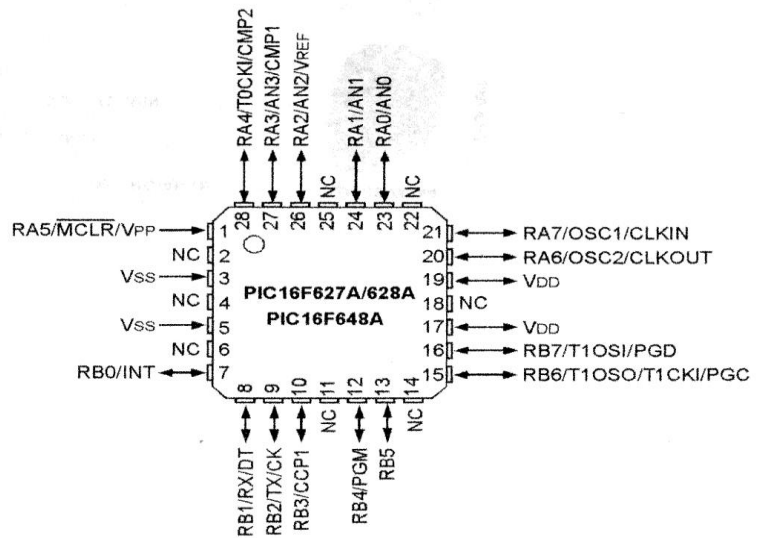 RA4/T0CKI/CMP2
RA3/AN3/CMP1
RA2/AN2/VREF
NC
RA1/AN1
RA0/AN0
NC
28 27 26 25 24 23 22
RA5/MCLR/VPP 1
NC 2
VSS 3
NC 4
VSS 5
NC 6
RB0/INT 7
PIC16F627A/628A
PIC16F648A
21 RA7/OSC1/CLKIN
20 RA6/OSC2/CLKOUT
19 VDD
18 NC
17 VDD
16 RB7/T1OSI/PGD
15 RB6/T1OSO/T1CKI/PGC
8 9 10 11 12 13 14
RB1/RX/DT
RB2/TX/CK
RB3/CCP1
NC
RB4/PGM
RB5
NC